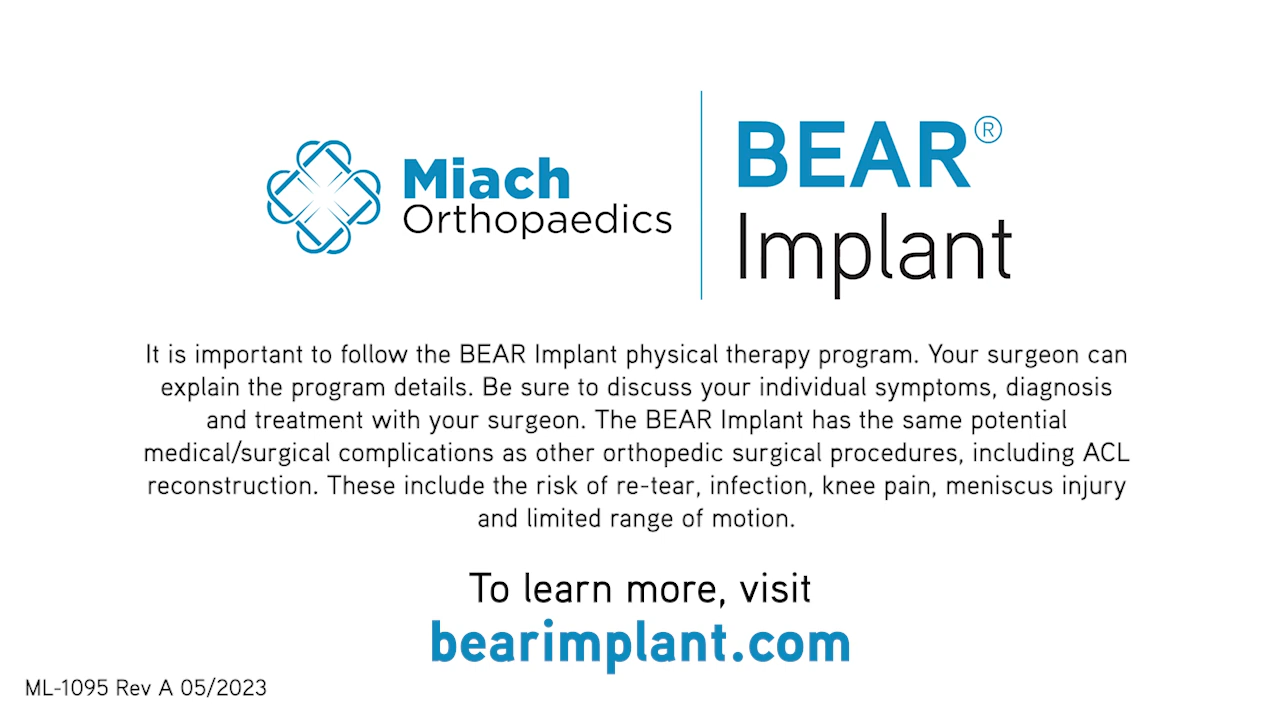 Miach
Orthopaedics
BEAR®
Implant
It is important to follow the BEAR Implant physical therapy program. Your surgeon can
explain the program details. Be sure to discuss your individual symptoms, diagnosis
and treatment with your surgeon. The BEAR Implant has the same potential
medical/surgical complications as other orthopedic surgical procedures, including ACL
reconstruction. These include the risk of re-tear, infection, knee pain, meniscus injury
and limited range of motion.
To learn more, visit
bearimplant.com
ML-1095 Rev A 05/2023